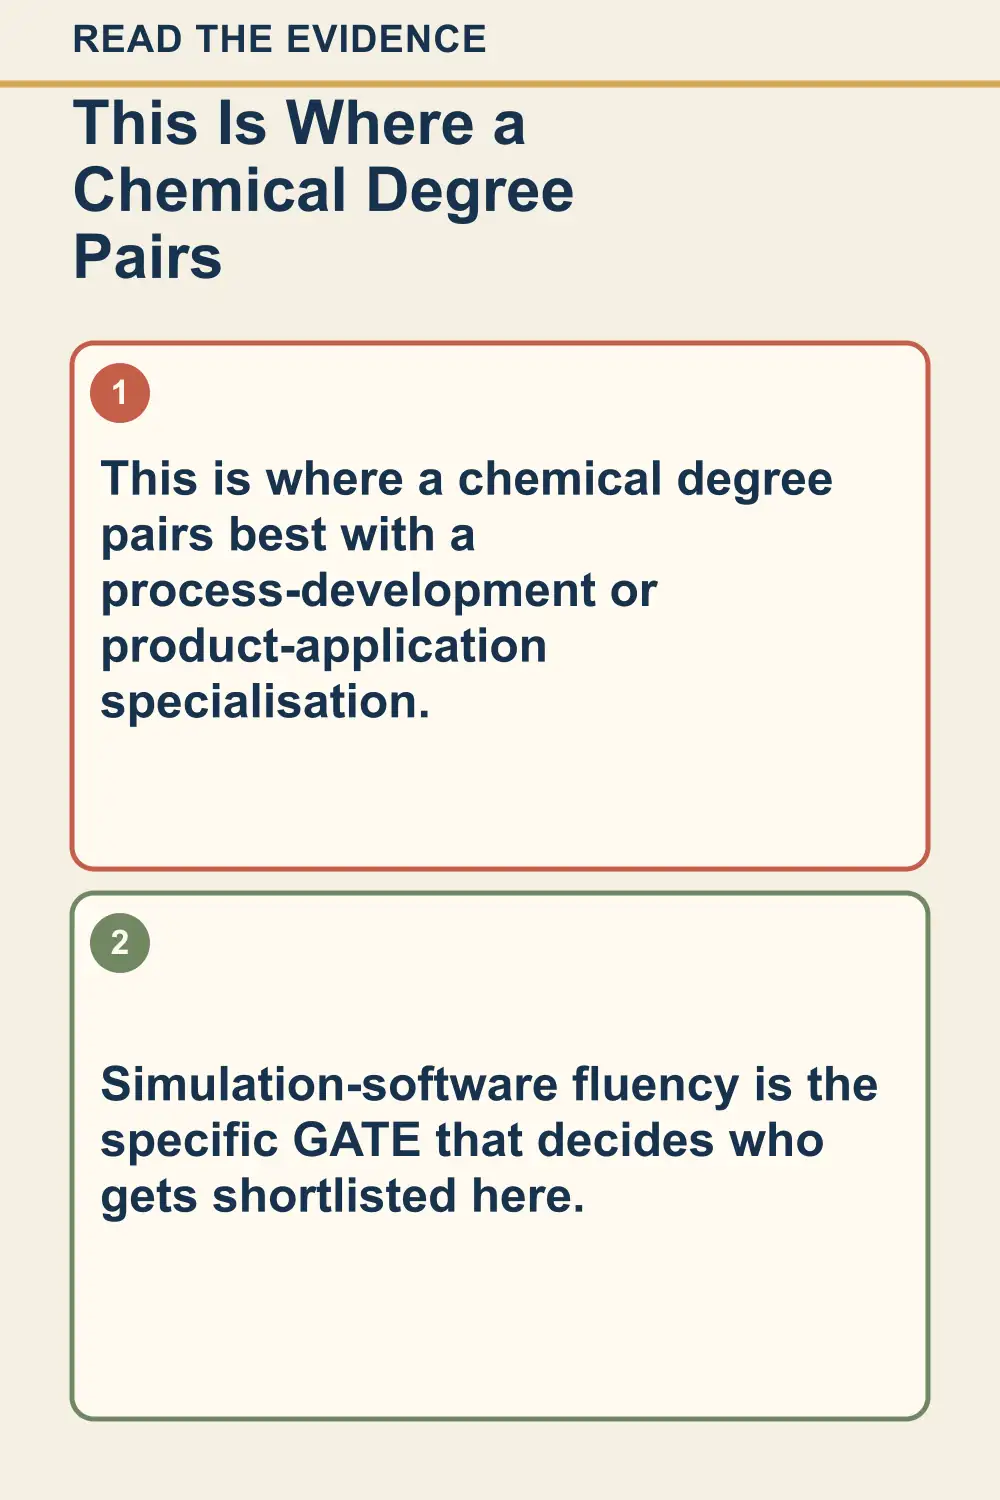 READ THE EVIDENCE
This Is Where a
Chemical Degree
Pairs
1
This is where a chemical degree
pairs best with a
process-development or
product-application
specialisation.
2
Simulation-software fluency is the
specific GATE that decides who
gets shortlisted here.